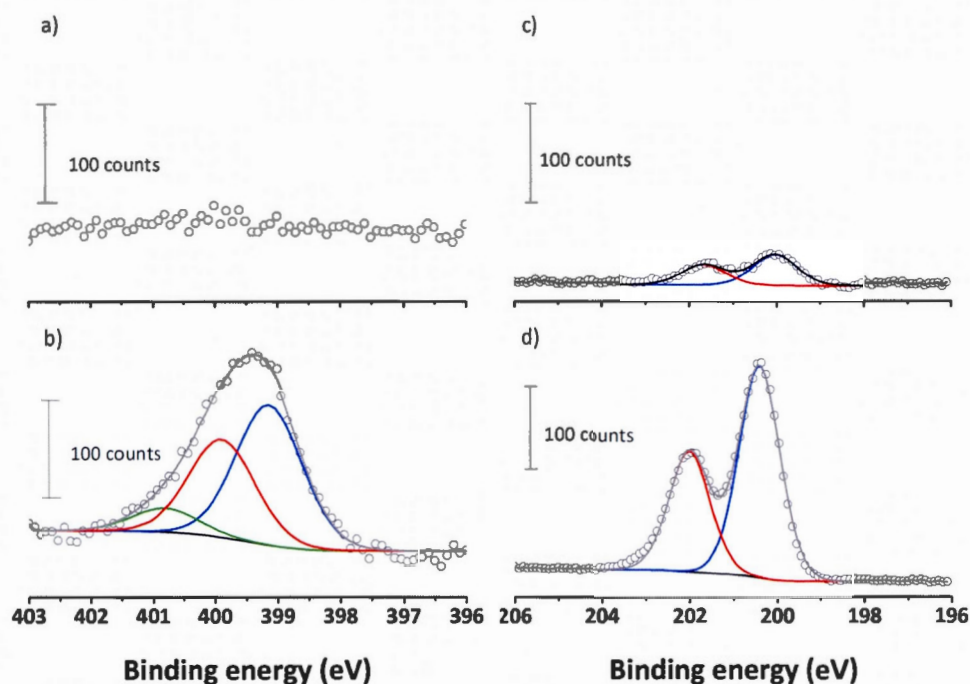 a)
100 counts
c)
100 counts
b)
100 counts
403 402 401 400 399 398 397 396
Binding energy (eV)
d)
100 counts
206 204 202 200 198 196
Binding energy (eV)